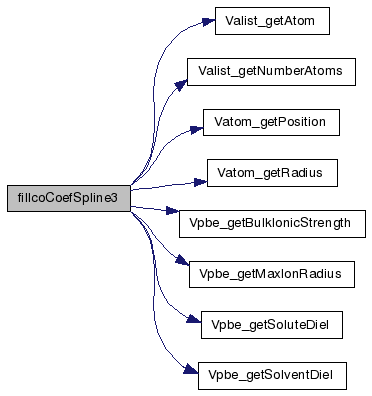 Valist_getAtom
Valist_getNumberAtoms
Vatom_getPosition
Vatom_getRadius
fillcoCoefSpline3
Vpbe_getBulkIonicStrength
Vpbe_getMaxIonRadius
Vpbe_getSoluteDiel
Vpbe_getSolventDiel